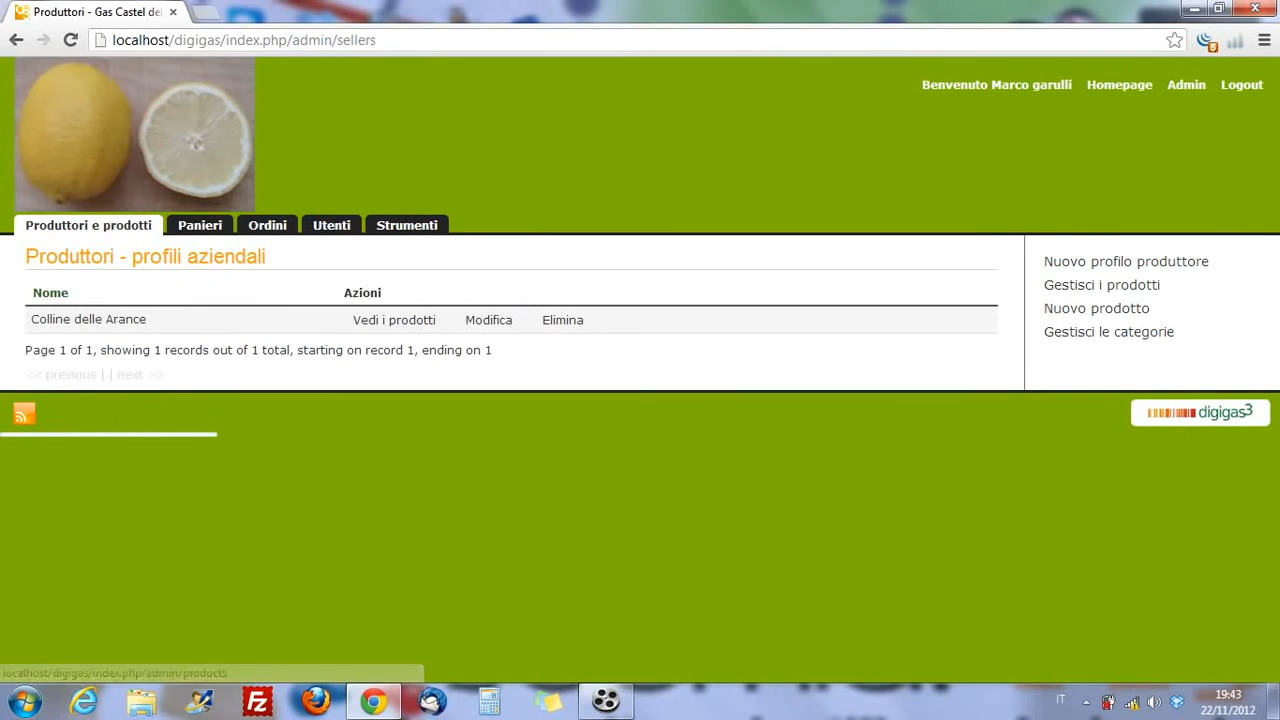 Produttori - Gas Castel del
localhost/digigas/index.php/admin/sellers
5
Benvenuto Marco garulli Homepage Admin Logout
Produttori e prodotti Panieri Ordini Utenti Strumenti
Produttori - profili aziendali
Nome Azioni
Colline delle Arance Vedi i prodotti Modifica Elimina
Page 1 of 1, showing 1 records out of 1 total, starting on record 1, ending on 1
<< previous | | next >>
Nuovo profilo produttore
Gestisci i prodotti
Nuovo prodotto
Gestisci le categorie
digigas3
localhost/digigas/index.php/admin/products
Fz
IT
19:43
22/11/2012